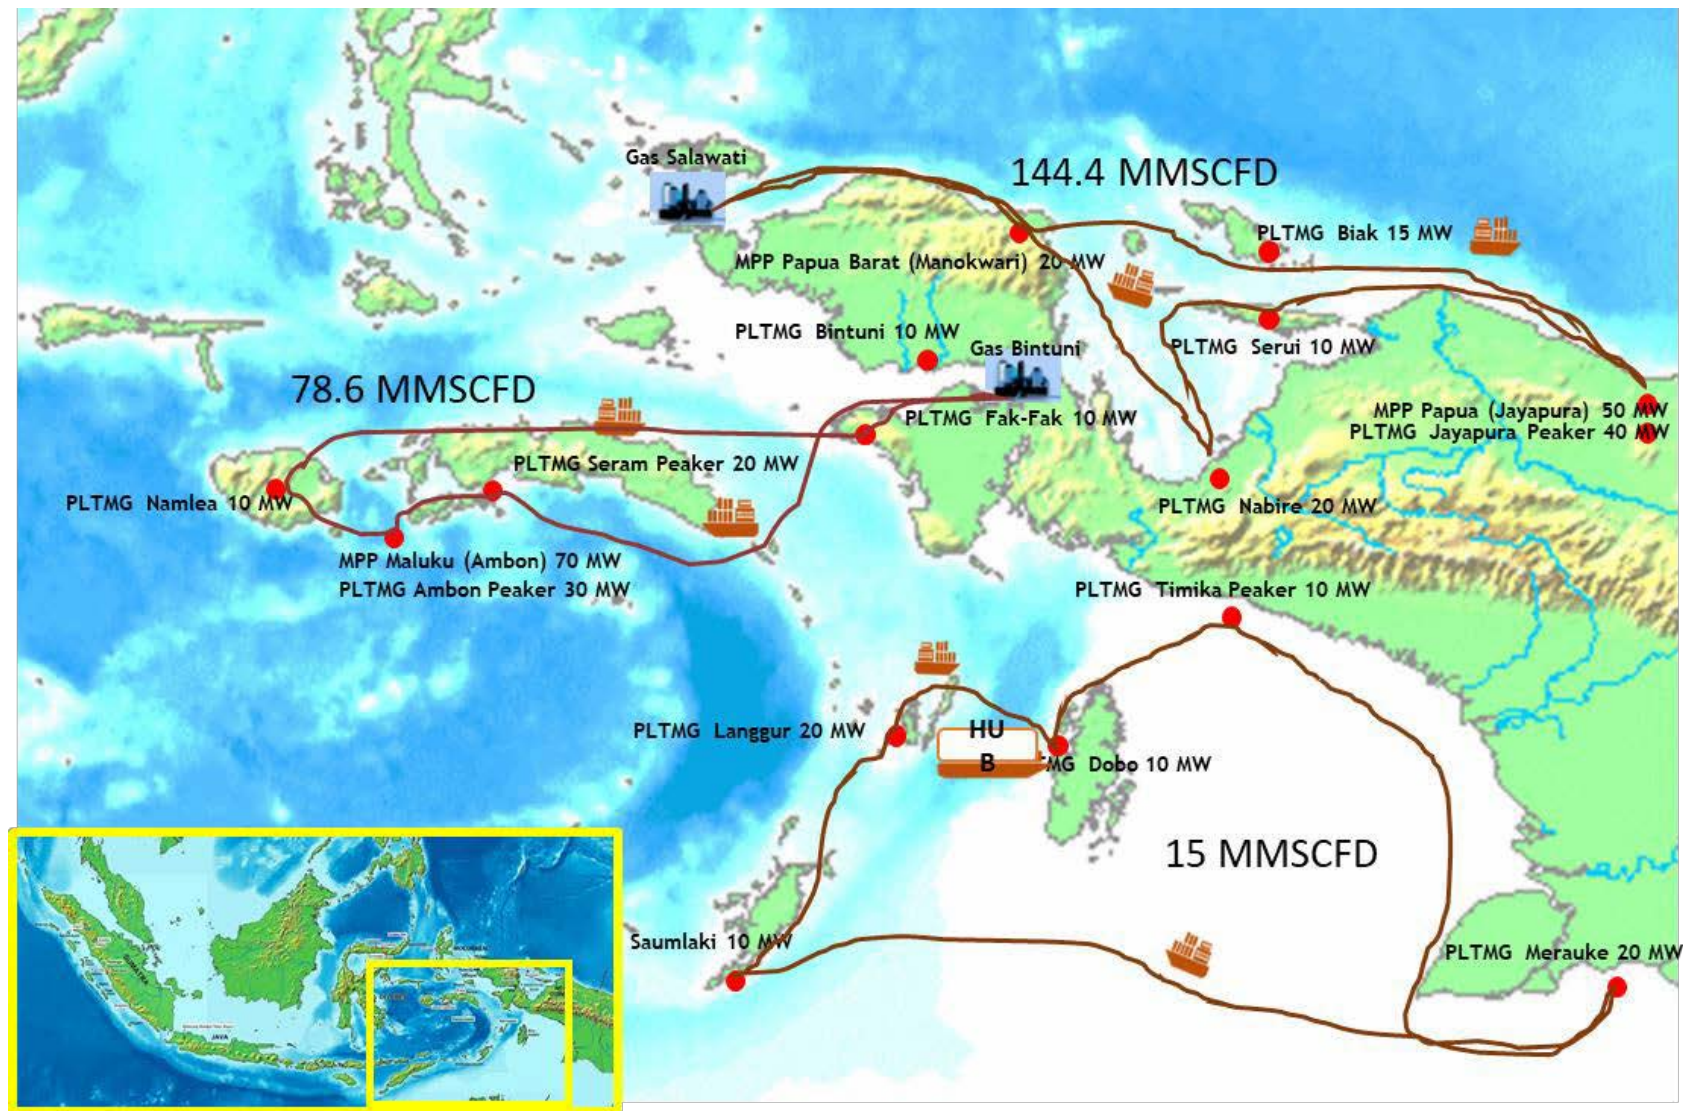 Gas Salawati
144.4 MMSCFD
PLTMG Biak 15 MW
MPP Papua Barat (Manokwari) 20 MW
PLTMG Bintuni 10 MW
Gas Bintuni
PLTMG Serui 10 MW
78.6 MMSCFD
PLTMG Fak-Fak 10 MW
MPP Papua (Jayapura) 50 MW
PLTMG Jayapura Peaker 40 MW
PLTMG Seram Peaker 20 MW
PLTMG Namlea 10 MW
PLTMG Nabire 20 MW
MPP Maluku (Ambon) 70 MW
PLTMG Ambon Peaker 30 MW
PLTMG Timika Peaker 10 MW
PLTMG Langgur 20 MW
HU
B
MG Dobo 10 MW
15 MMSCFD
Saumlaki 10 MW
PLTMG Merauke 20 MW
SUMATRA
JAVA